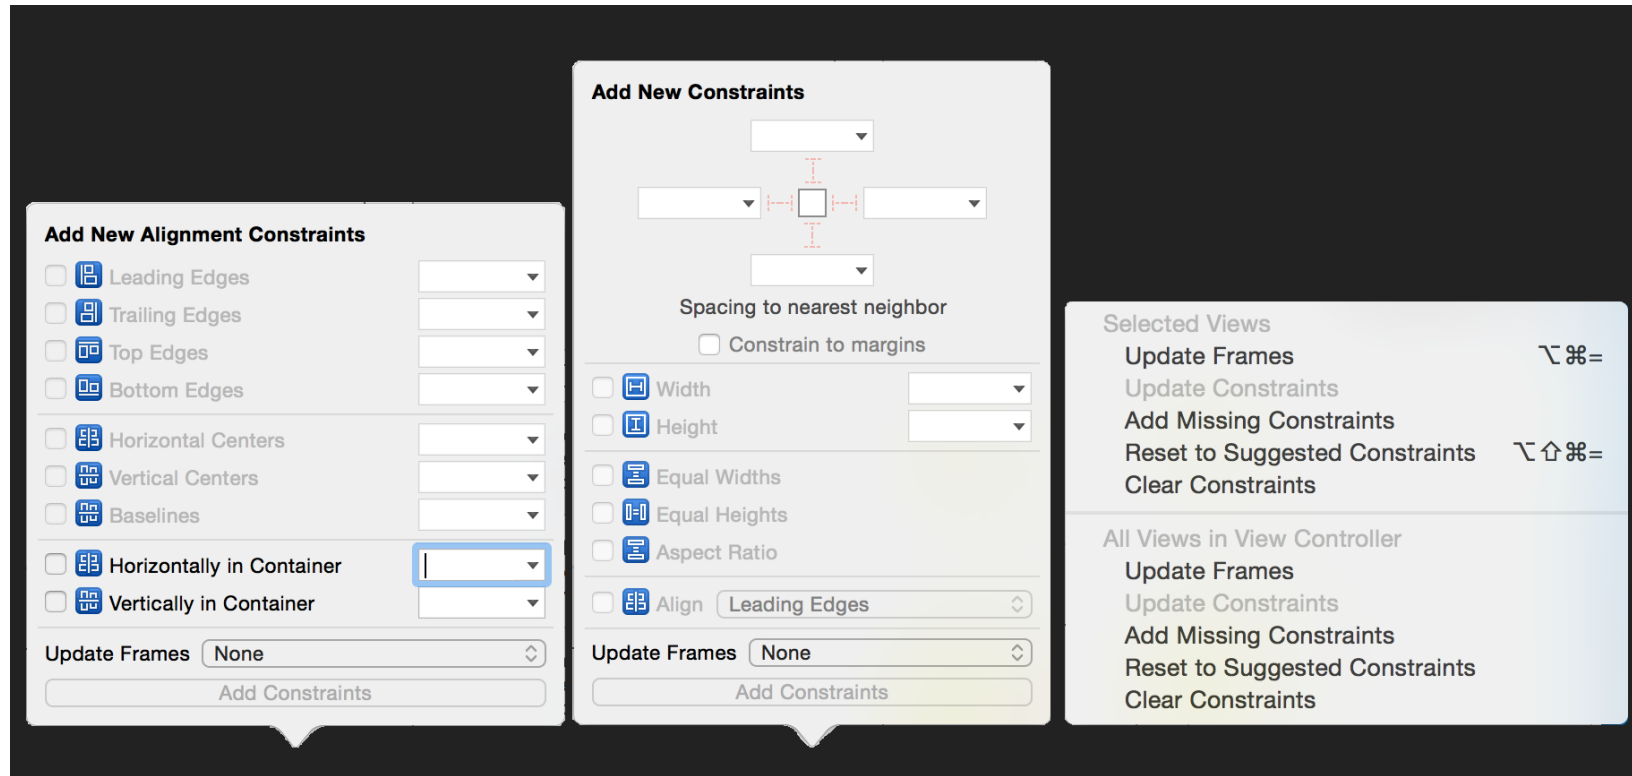 Add New Alignment Constraints
Leading Edges
Trailing Edges
Top Edges
Bottom Edges
Horizontal Centers
Vertical Centers
Baselines
Horizontally in Container
Vertically in Container
Update Frames None
Add Constraints
Add New Constraints
Spacing to nearest neighbor
Constrain to margins
Width
Height
Equal Widths
Equal Heights
Aspect Ratio
Align Leading Edges
Update Frames None
Add Constraints
Selected Views
Update Frames ⌥⌘=
Update Constraints
Add Missing Constraints
Reset to Suggested Constraints ⌥⇧⌘=
Clear Constraints
All Views in View Controller
Update Frames
Update Constraints
Add Missing Constraints
Reset to Suggested Constraints
Clear Constraints